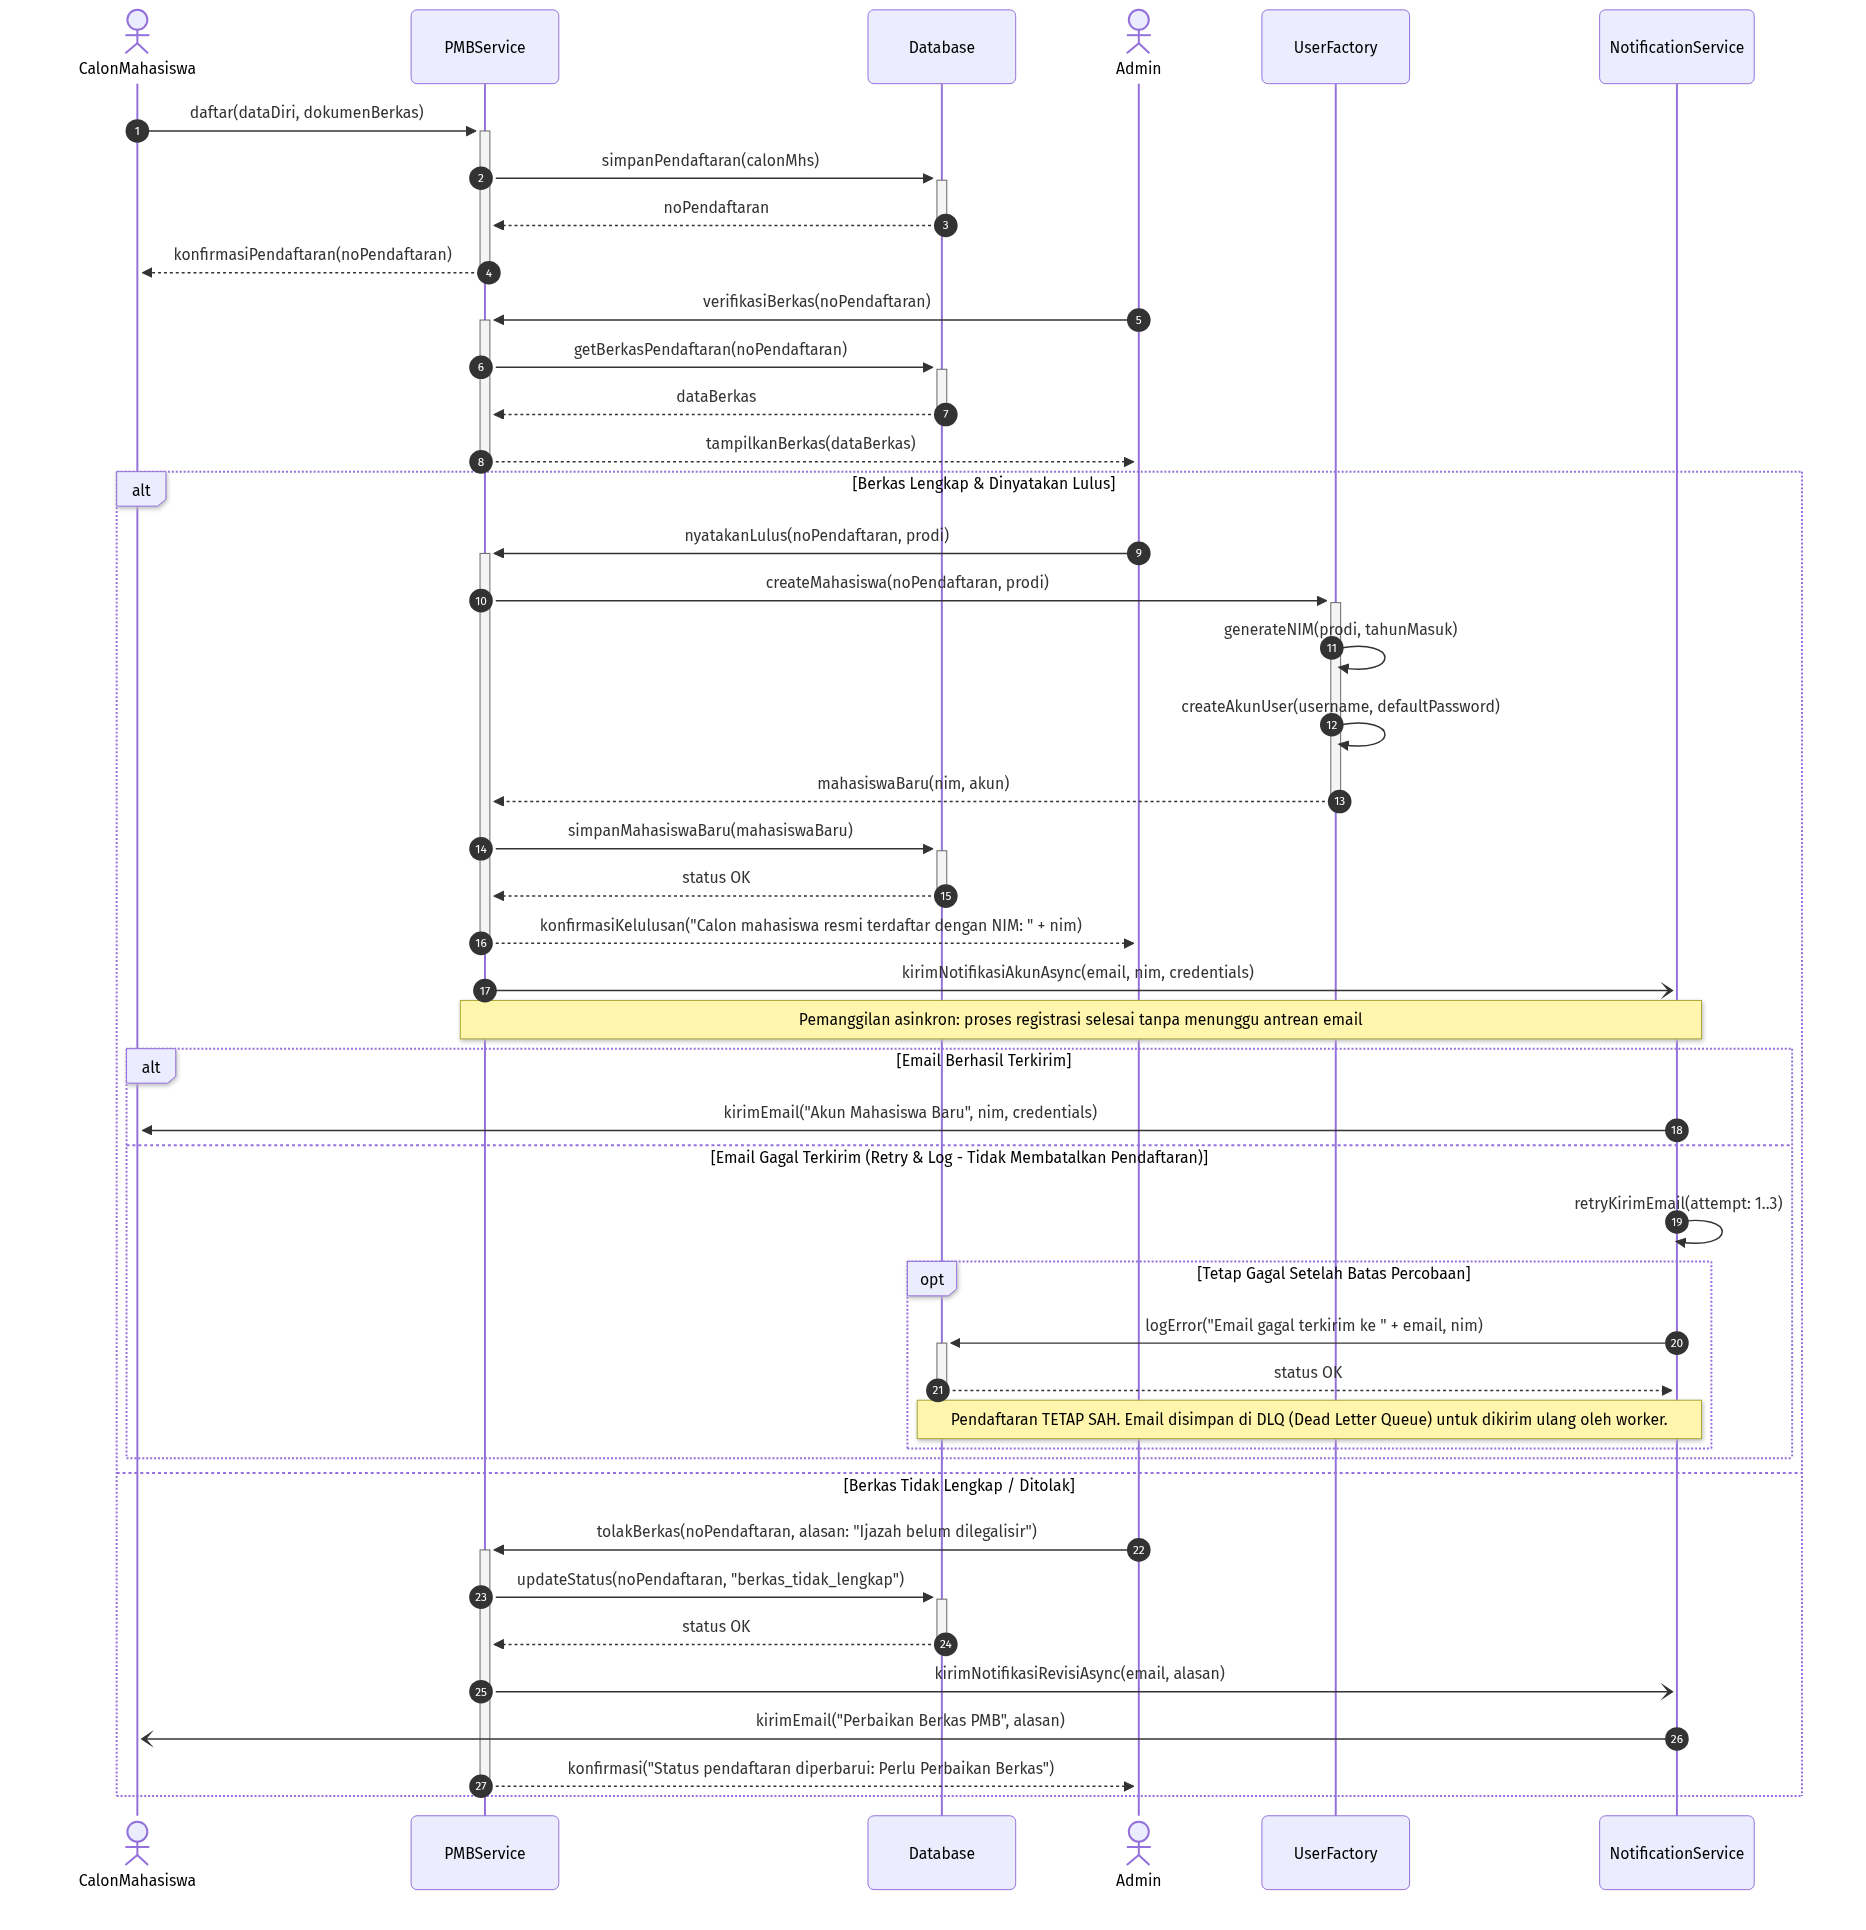 CalonMahasiswa
PMBService
Database
Admin
UserFactory
NotificationService
daftar(dataDiri, dokumenBerkas)
1
simpanPendaftaran(calonMhs)
2
noPendaftaran
3
konfirmasiPendaftaran(noPendaftaran)
4
verifikasiBerkas(noPendaftaran)
5
getBerkasPendaftaran(noPendaftaran)
6
dataBerkas
7
tampilkanBerkas(dataBerkas)
8
alt
[Berkas Lengkap & Dinyatakan Lulus]
nyatakanLulus(noPendaftaran, prodi)
9
createMahasiswa(noPendaftaran, prodi)
10
generateNIM(prodi, tahunMasuk)
11
createAkunUser(username, defaultPassword)
12
mahasiswaBaru(nim, akun)
13
simpanMahasiswaBaru(mahasiswaBaru)
14
status OK
15
konfirmasiKelulusan("Calon mahasiswa resmi terdaftar dengan NIM: " + nim)
16
kirimNotifikasiAkunAsync(email, nim, credentials)
17
Pemanggilan asinkron: proses registrasi selesai tanpa menunggu antrean email
alt
[Email Berhasil Terkirim]
kirimEmail("Akun Mahasiswa Baru", nim, credentials)
18
[Email Gagal Terkirim (Retry & Log - Tidak Membatalkan Pendaftaran)]
retryKirimEmail(attempt: 1..3)
19
opt
[Tetap Gagal Setelah Batas Percobaan]
logError("Email gagal terkirim ke " + email, nim)
20
status OK
21
Pendaftaran TETAP SAH. Email disimpan di DLQ (Dead Letter Queue) untuk dikirim ulang oleh worker.
[Berkas Tidak Lengkap / Ditolak]
tolakBerkas(noPendaftaran, alasan: "Ijazah belum dilegalisir")
22
updateStatus(noPendaftaran, "berkas_tidak_lengkap")
23
status OK
24
kirimNotifikasiRevisiAsync(email, alasan)
25
kirimEmail("Perbaikan Berkas PMB", alasan)
26
konfirmasi("Status pendaftaran diperbarui: Perlu Perbaikan Berkas")
27
CalonMahasiswa
PMBService
Database
Admin
UserFactory
NotificationService